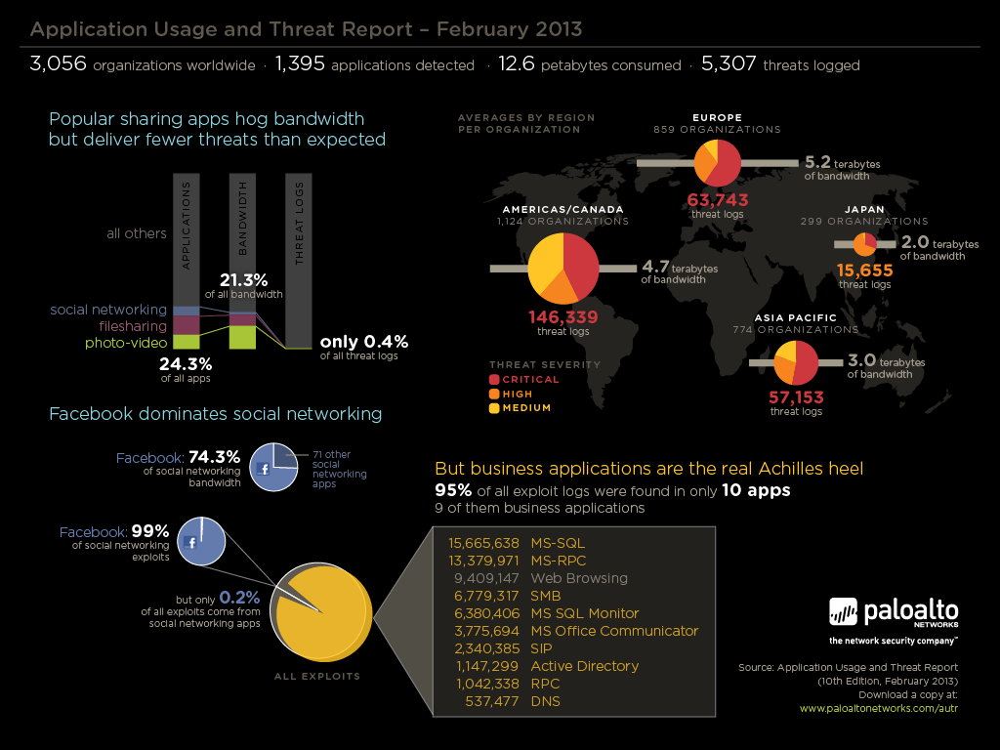 Application Usage and Threat Report – February 2013
3,056 organizations worldwide · 1,395 applications detected · 12.6 petabytes consumed · 5,307 threats logged
Popular sharing apps hog bandwidth
but deliver fewer threats than expected
APPLICATIONS
BANDWIDTH
THREAT LOGS
all others
21.3%
of all bandwidth
social networking
filesharing
photo-video
only 0.4%
of all threat logs
24.3%
of all apps
AVERAGES BY REGION
PER ORGANIZATION
EUROPE
859 ORGANIZATIONS
5.2 terabytes
of bandwidth
63,743
threat logs
AMERICAS/CANADA
1,124 ORGANIZATIONS
4.7 terabytes
of bandwidth
146,339
threat logs
JAPAN
299 ORGANIZATIONS
2.0 terabytes
of bandwidth
15,655
threat logs
ASIA PACIFIC
774 ORGANIZATIONS
3.0 terabytes
of bandwidth
57,153
threat logs
THREAT SEVERITY
CRITICAL
HIGH
MEDIUM
Facebook dominates social networking
Facebook: 74.3%
of social networking
bandwidth
f
71 other
social
networking
apps
Facebook: 99%
of social networking
exploits
f
but only 0.2%
of all exploits come from
social networking apps
ALL EXPLOITS
But business applications are the real Achilles heel
95% of all exploit logs were found in only 10 apps
9 of them business applications
15,665,638 MS-SQL
13,379,971 MS-RPC
9,409,147 Web Browsing
6,779,317 SMB
6,380,406 MS SQL Monitor
3,775,694 MS Office Communicator
2,340,385 SIP
1,147,299 Active Directory
1,042,338 RPC
537,477 DNS
paloalto
NETWORKS
the network security company™
Source: Application Usage and Threat Report
(10th Edition, February 2013)
Download a copy at:
www.paloaltonetworks.com/autr